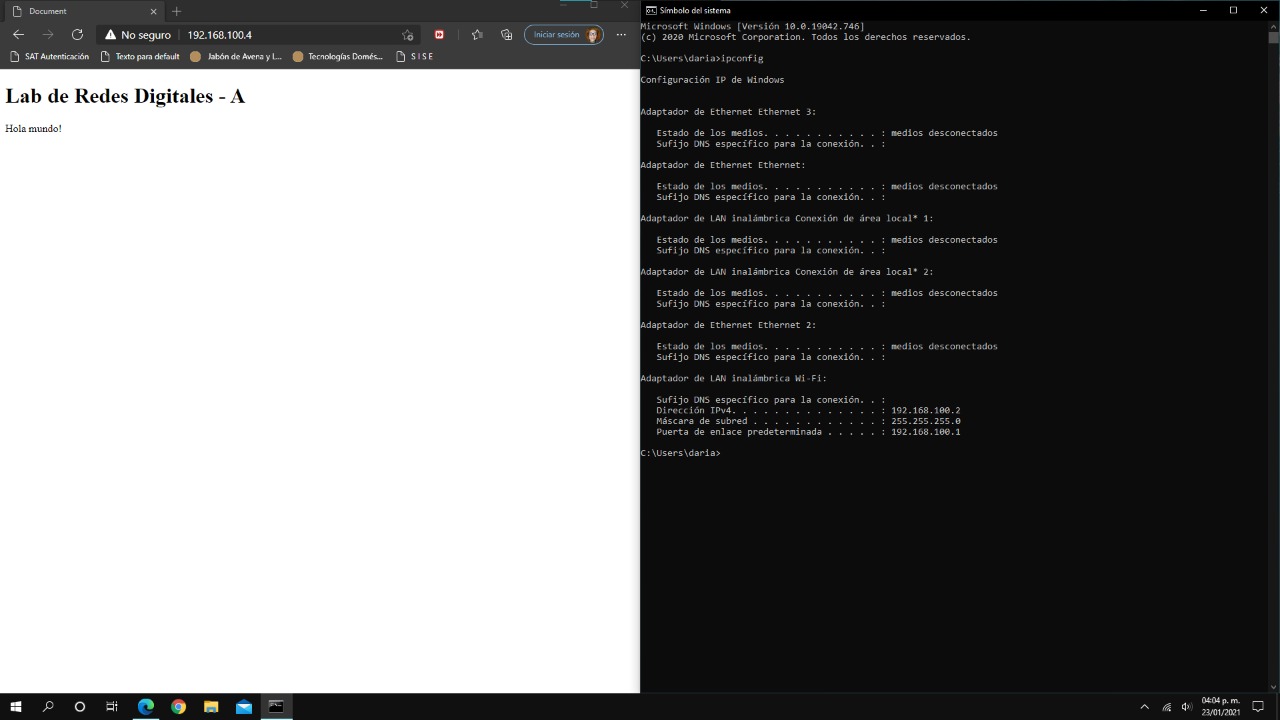 Document
No seguro
192.168.100.4
Iniciar sesión
SAT Autenticación
Texto para default
Jabón de Avena y l...
Tecnologías Domés...
S I S E
Lab de Redes Digitales - A
Hola mundo!
Símbolo del sistema
Microsoft Windows [Versión 10.0.19042.746]
(c) 2020 Microsoft Corporation. Todos los derechos reservados.
C:\Users\daria>ipconfig
Configuración IP de Windows
Adaptador de Ethernet Ethernet 3:
Estado de los medios. . . . . . . . . . . : medios desconectados
Sufijo DNS específico para la conexión. . :
Adaptador de Ethernet Ethernet:
Estado de los medios. . . . . . . . . . . : medios desconectados
Sufijo DNS específico para la conexión. . :
Adaptador de LAN inalámbrica Conexión de área local* 1:
Estado de los medios. . . . . . . . . . . : medios desconectados
Sufijo DNS específico para la conexión. . :
Adaptador de LAN inalámbrica Conexión de área local* 2:
Estado de los medios. . . . . . . . . . . : medios desconectados
Sufijo DNS específico para la conexión. . :
Adaptador de Ethernet Ethernet 2:
Estado de los medios. . . . . . . . . . . : medios desconectados
Sufijo DNS específico para la conexión. . :
Adaptador de LAN inalámbrica Wi-Fi:
Sufijo DNS específico para la conexión. . :
Dirección IPv4. . . . . . . . . . . . . . : 192.168.100.2
Máscara de subred . . . . . . . . . . . . : 255.255.255.0
Puerta de enlace predeterminada . . . . . : 192.168.100.1
C:\Users\daria>
04:04 p. m.
23/01/2021